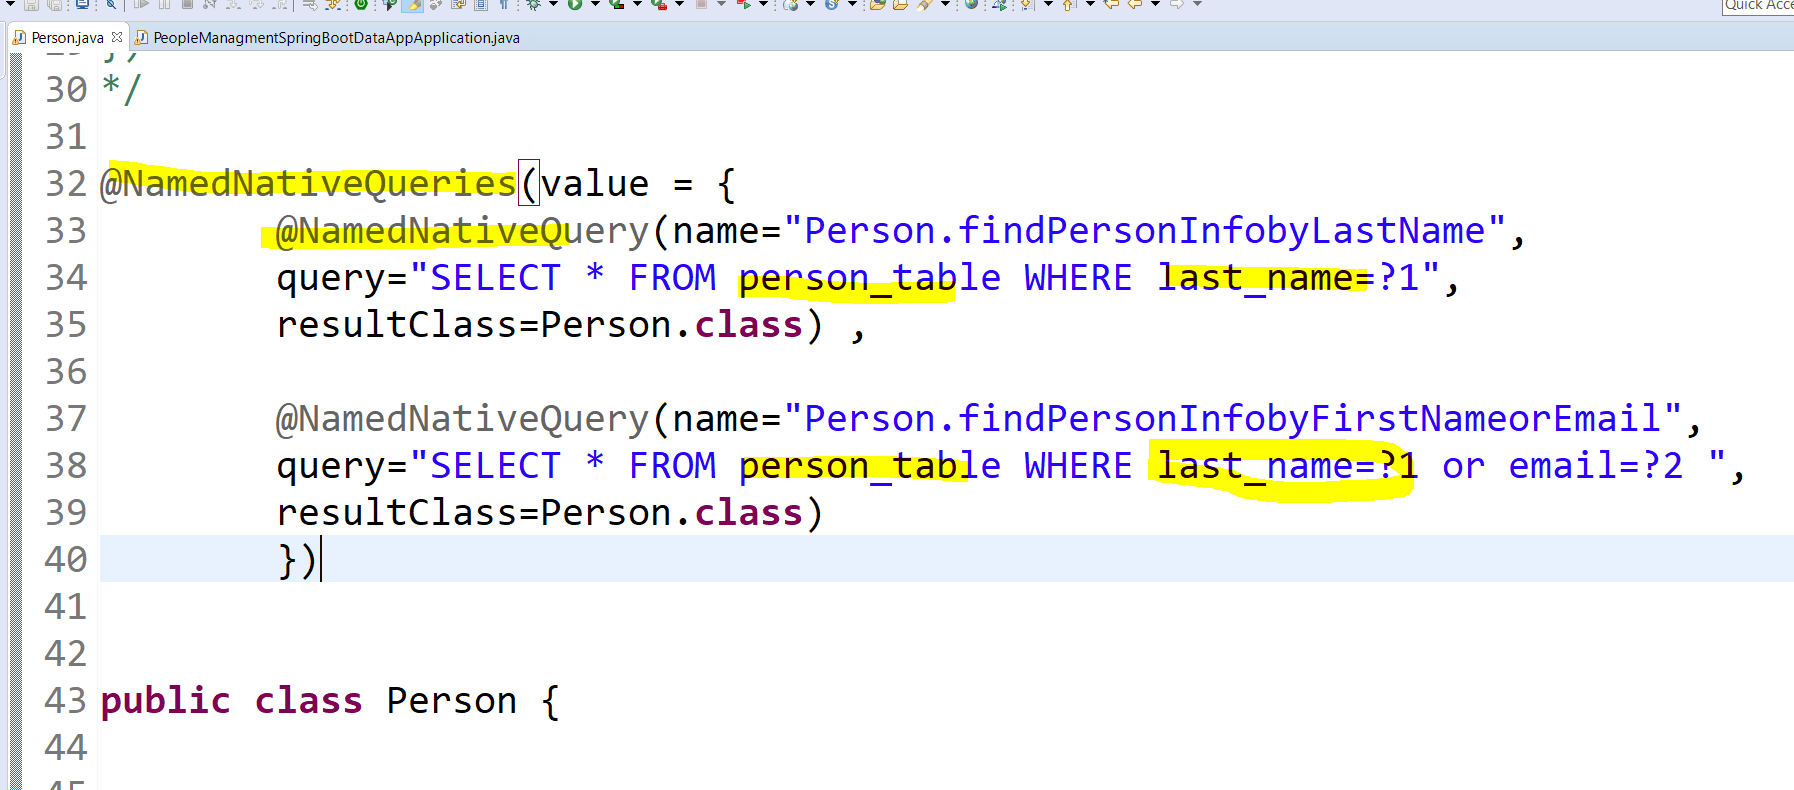 Quick Acce
Person.java PeopleManagmentSpringBootDataAppApplication.java
30 */
31
32 @NamedNativeQueries(value = {
33 @NamedNativeQuery(name="Person.findPersonInfobyLastName",
34 query="SELECT * FROM person_table WHERE last_name=?1",
35 resultClass=Person.class) ,
36
37 @NamedNativeQuery(name="Person.findPersonInfobyFirstNameorEmail",
38 query="SELECT * FROM person_table WHERE last_name=?1 or email=?2 ",
39 resultClass=Person.class)
40 })
41
42
43 public class Person {
44